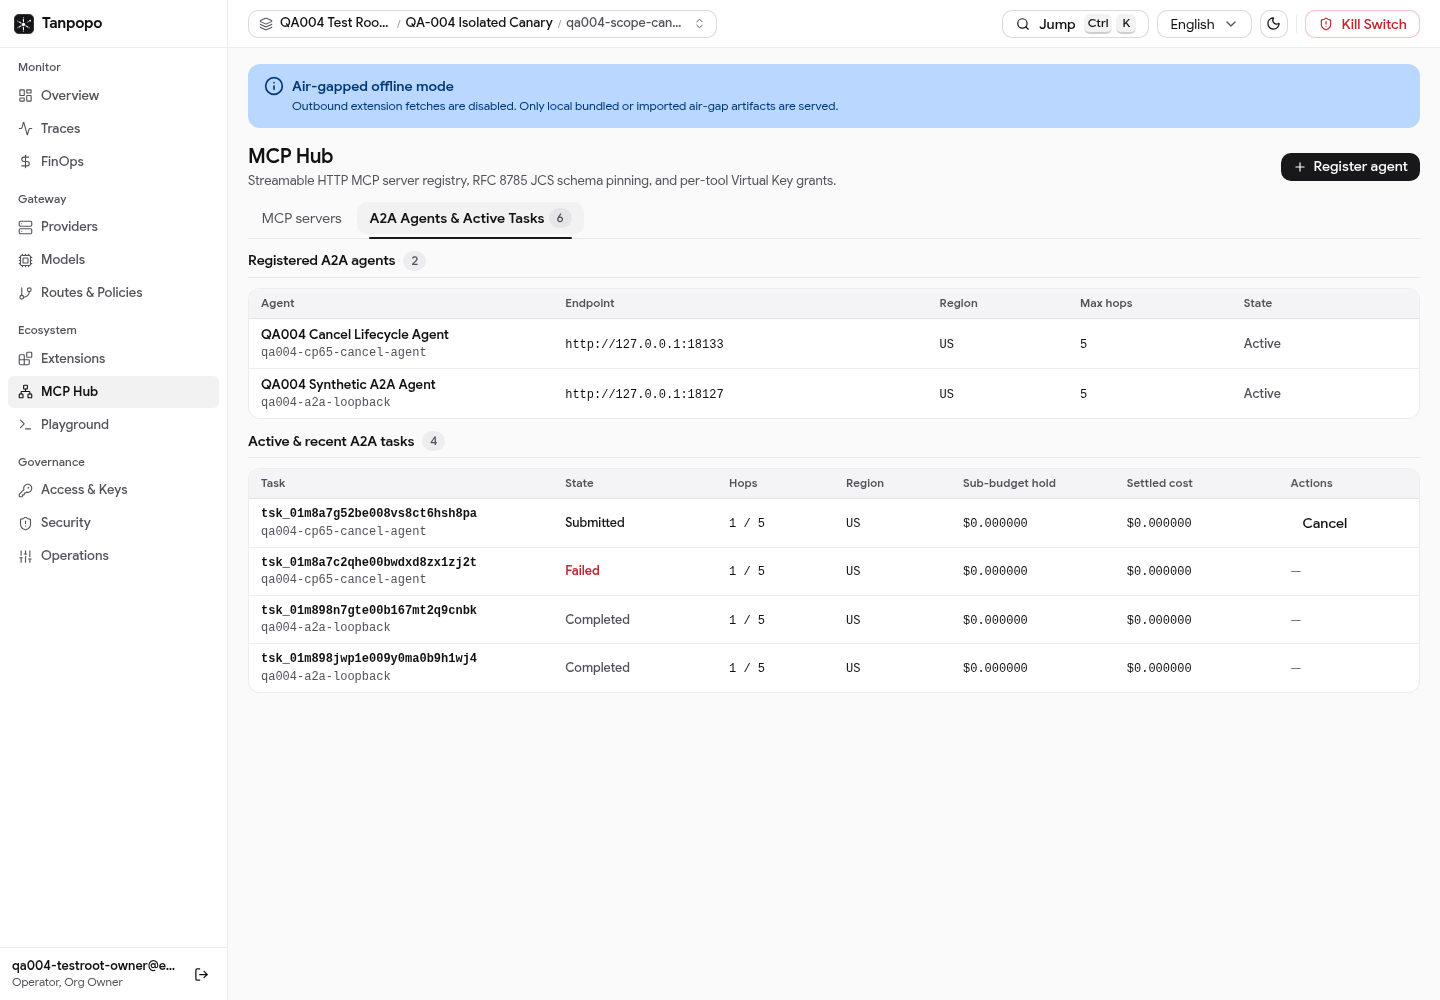 Tanpopo
QA004 Test Roo... / QA-004 Isolated Canary / qa004-scope-can...
Jump Ctrl K
English
Kill Switch
Monitor
Overview
Traces
FinOps
Gateway
Providers
Models
Routes & Policies
Ecosystem
Extensions
MCP Hub
Playground
Governance
Access & Keys
Security
Operations
qa004-testroot-owner@e...
Operator, Org Owner
Air-gapped offline mode
Outbound extension fetches are disabled. Only local bundled or imported air-gap artifacts are served.
MCP Hub
Streamable HTTP MCP server registry, RFC 8785 JCS schema pinning, and per-tool Virtual Key grants.
+ Register agent
MCP servers A2A Agents & Active Tasks 6
Registered A2A agents 2
Agent Endpoint Region Max hops State
QA004 Cancel Lifecycle Agent
qa004-cp65-cancel-agent
http://127.0.0.1:18133 US 5 Active
QA004 Synthetic A2A Agent
qa004-a2a-loopback
http://127.0.0.1:18127 US 5 Active
Active & recent A2A tasks 4
Task State Hops Region Sub-budget hold Settled cost Actions
tsk_01m8a7g52be008vs8ct6hsh8pa
qa004-cp65-cancel-agent
Submitted 1 / 5 US $0.000000 $0.000000 Cancel
tsk_01m8a7c2qhe00bwdxd8zx1zj2t
qa004-cp65-cancel-agent
Failed 1 / 5 US $0.000000 $0.000000 —
tsk_01m898n7gte00b167mt2q9cnbk
qa004-a2a-loopback
Completed 1 / 5 US $0.000000 $0.000000 —
tsk_01m898jwp1e009y0ma0b9h1wj4
qa004-a2a-loopback
Completed 1 / 5 US $0.000000 $0.000000 —